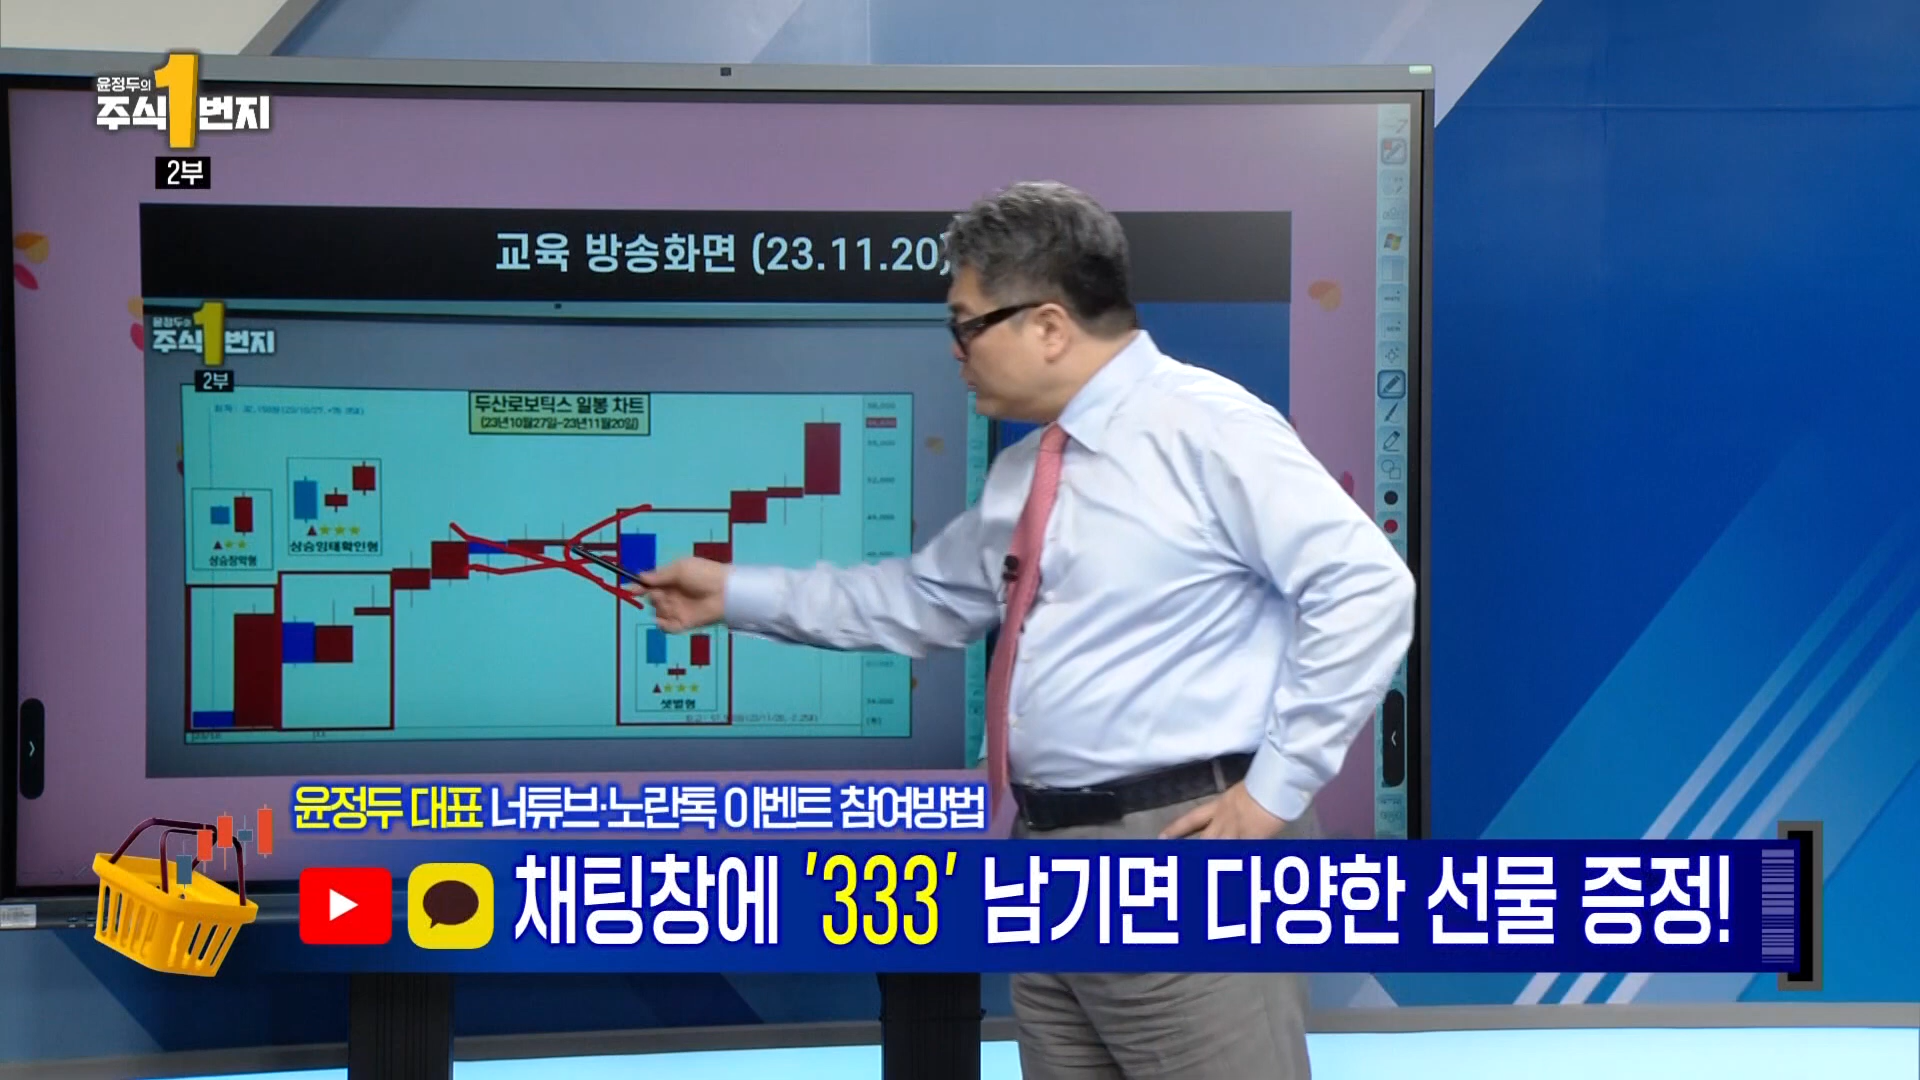 윤정두의
주식1번지
2부
교육 방송화면 (23.11.20)
윤정두의
주식1번지
2부
두산로보틱스 일봉 차트
(23년10월27일~23년11월20일)
상승장악형
상승잉태확인형
샛별형
윤정두 대표 너튜브·노란톡 이벤트 참여방법
채팅창에 '333' 남기면 다양한 선물 증정!